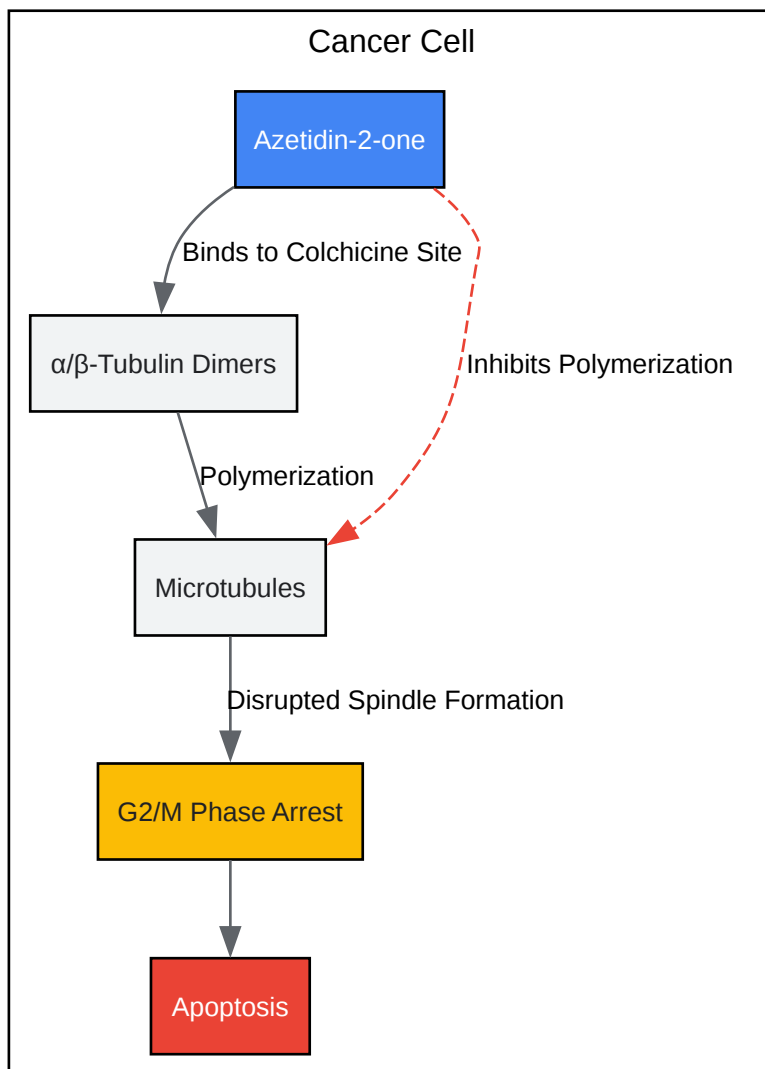 Cancer Cell
Azetidin-2-one
Binds to Colchicine Site
α/β-Tubulin Dimers
Inhibits Polymerization
Polymerization
Microtubules
Disrupted Spindle Formation
G2/M Phase Arrest
Apoptosis